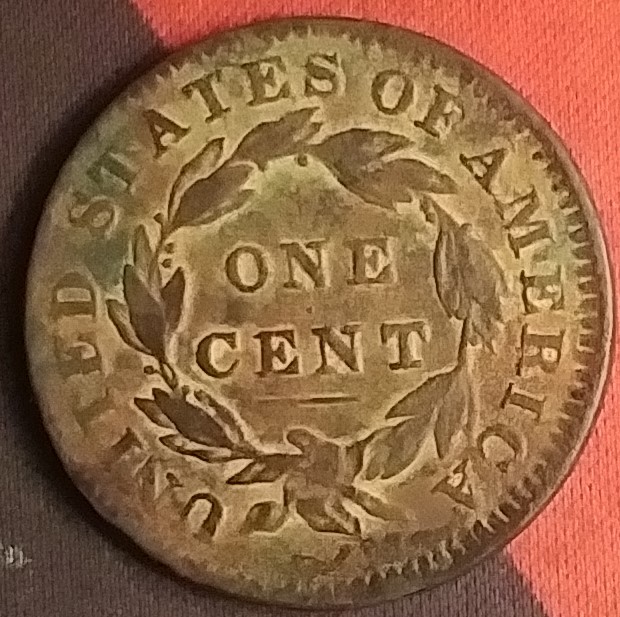 UNITED STATES OF AMERICA
ONE
CENT